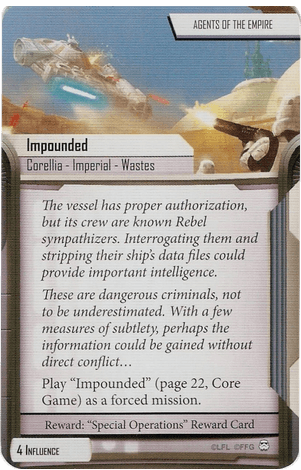 AGENTS OF THE EMPIRE
Impounded
Corellia - Imperial - Wastes
The vessel has proper authorization,
but its crew are known Rebel
sympathizers. Interrogating them and
stripping their ship's data files could
provide important intelligence.
These are dangerous criminals, not
to be underestimated. With a few
measures of subtlety, perhaps the
information could be gained without
direct conflict…
Play “Impounded” (page 22, Core
Game) as a forced mission.
Reward: “Special Operations” Reward Card
4 INFLUENCE
©LFL ©FFG